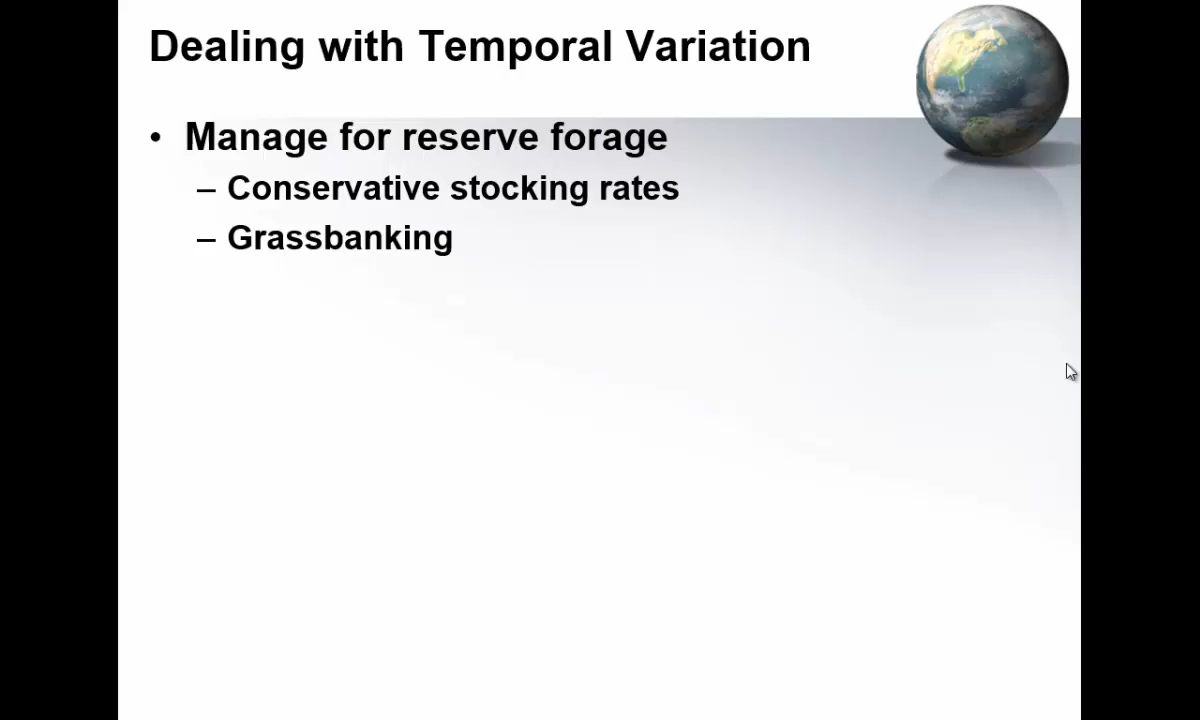 Dealing with Temporal Variation
• Manage for reserve forage
– Conservative stocking rates
– Grassbanking